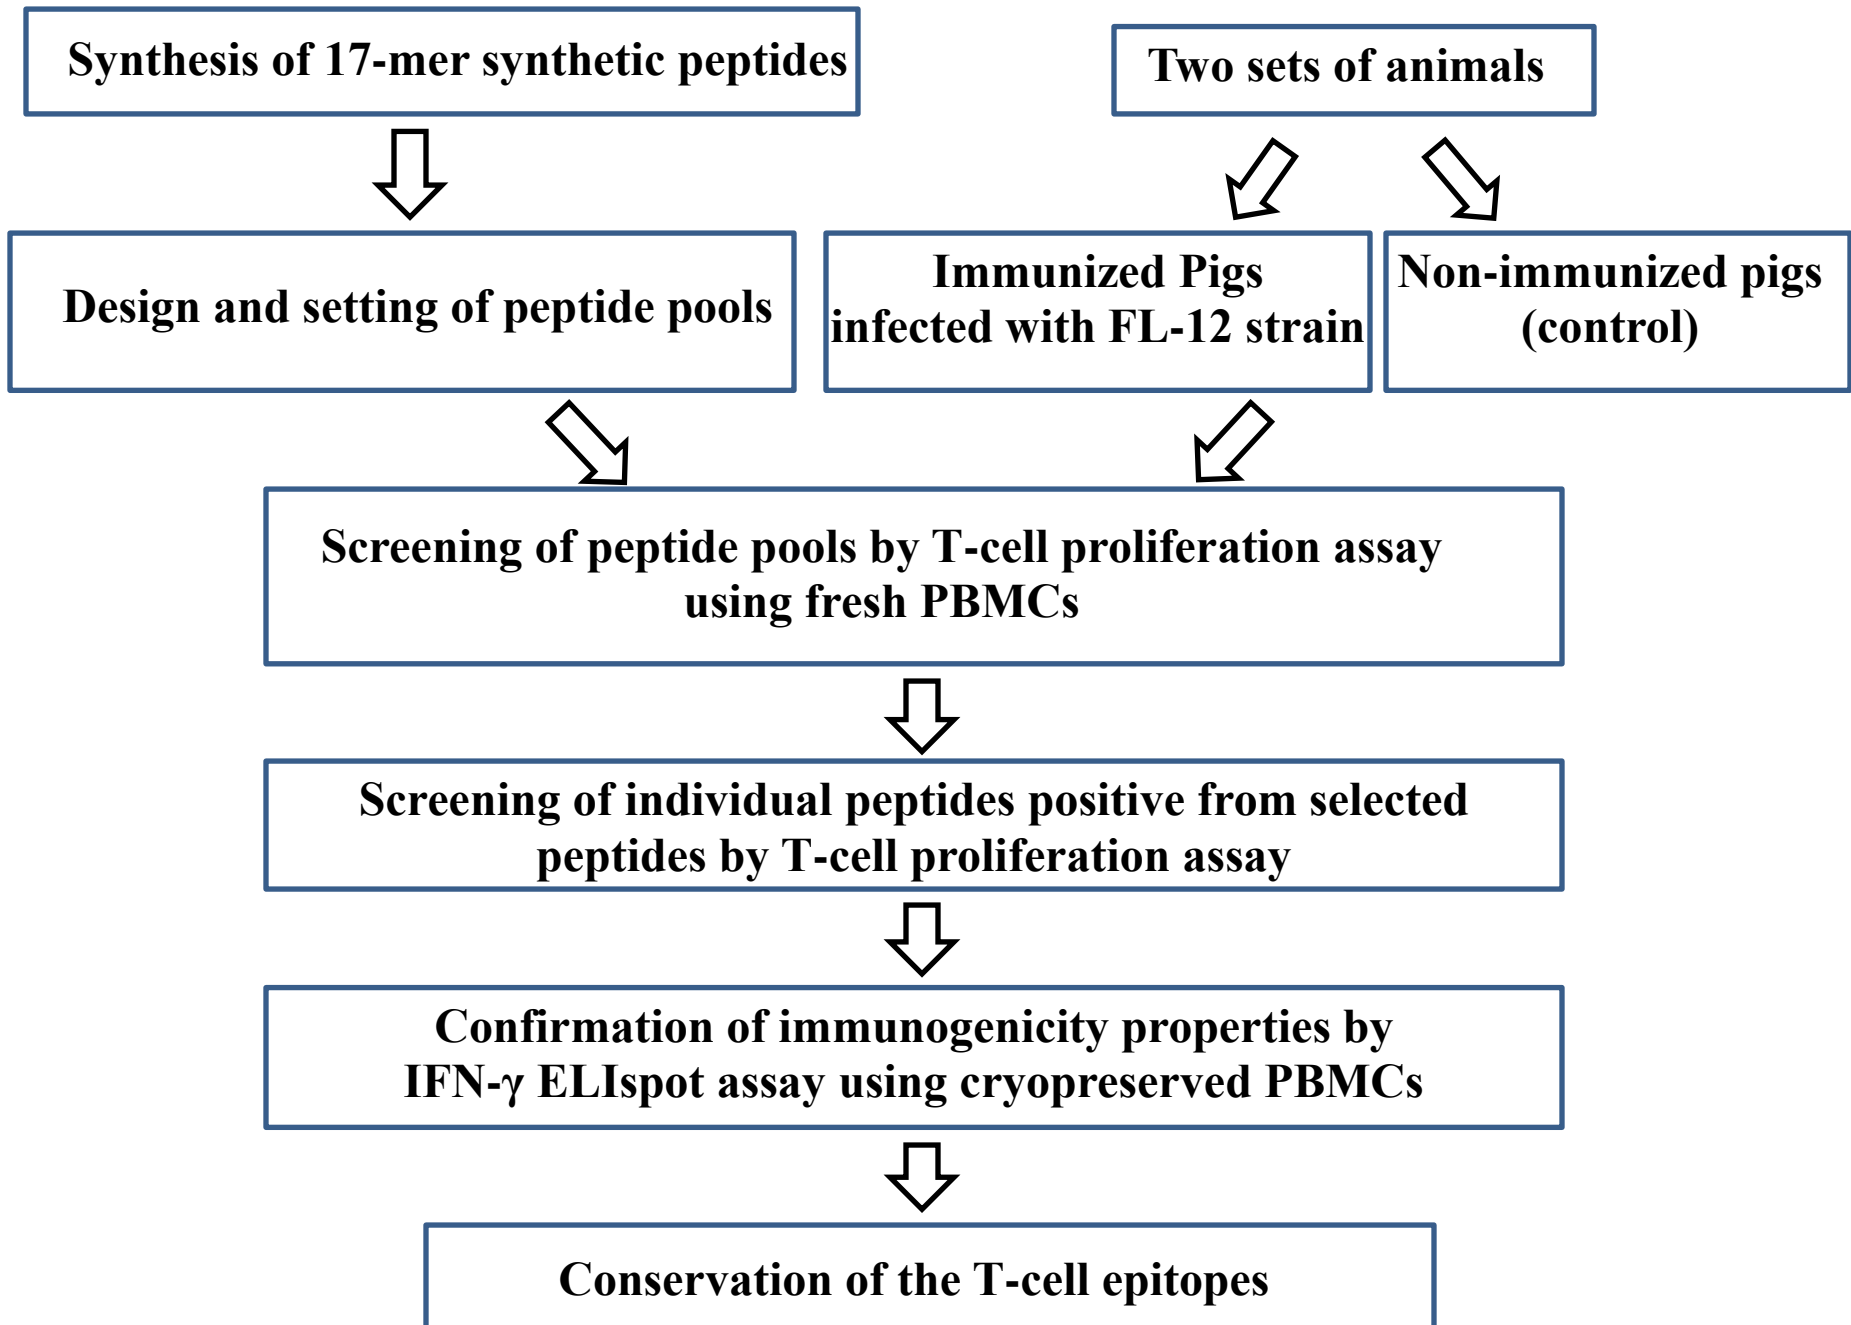 Synthesis of 17-mer synthetic peptides
Two sets of animals
Design and setting of peptide pools
Immunized Pigs
infected with FL-12 strain
Non-immunized pigs
(control)
Screening of peptide pools by T-cell proliferation assay
using fresh PBMCs
Screening of individual peptides positive from selected
peptides by T-cell proliferation assay
Confirmation of immunogenicity properties by
IFN-γ ELIspot assay using cryopreserved PBMCs
Conservation of the T-cell epitopes